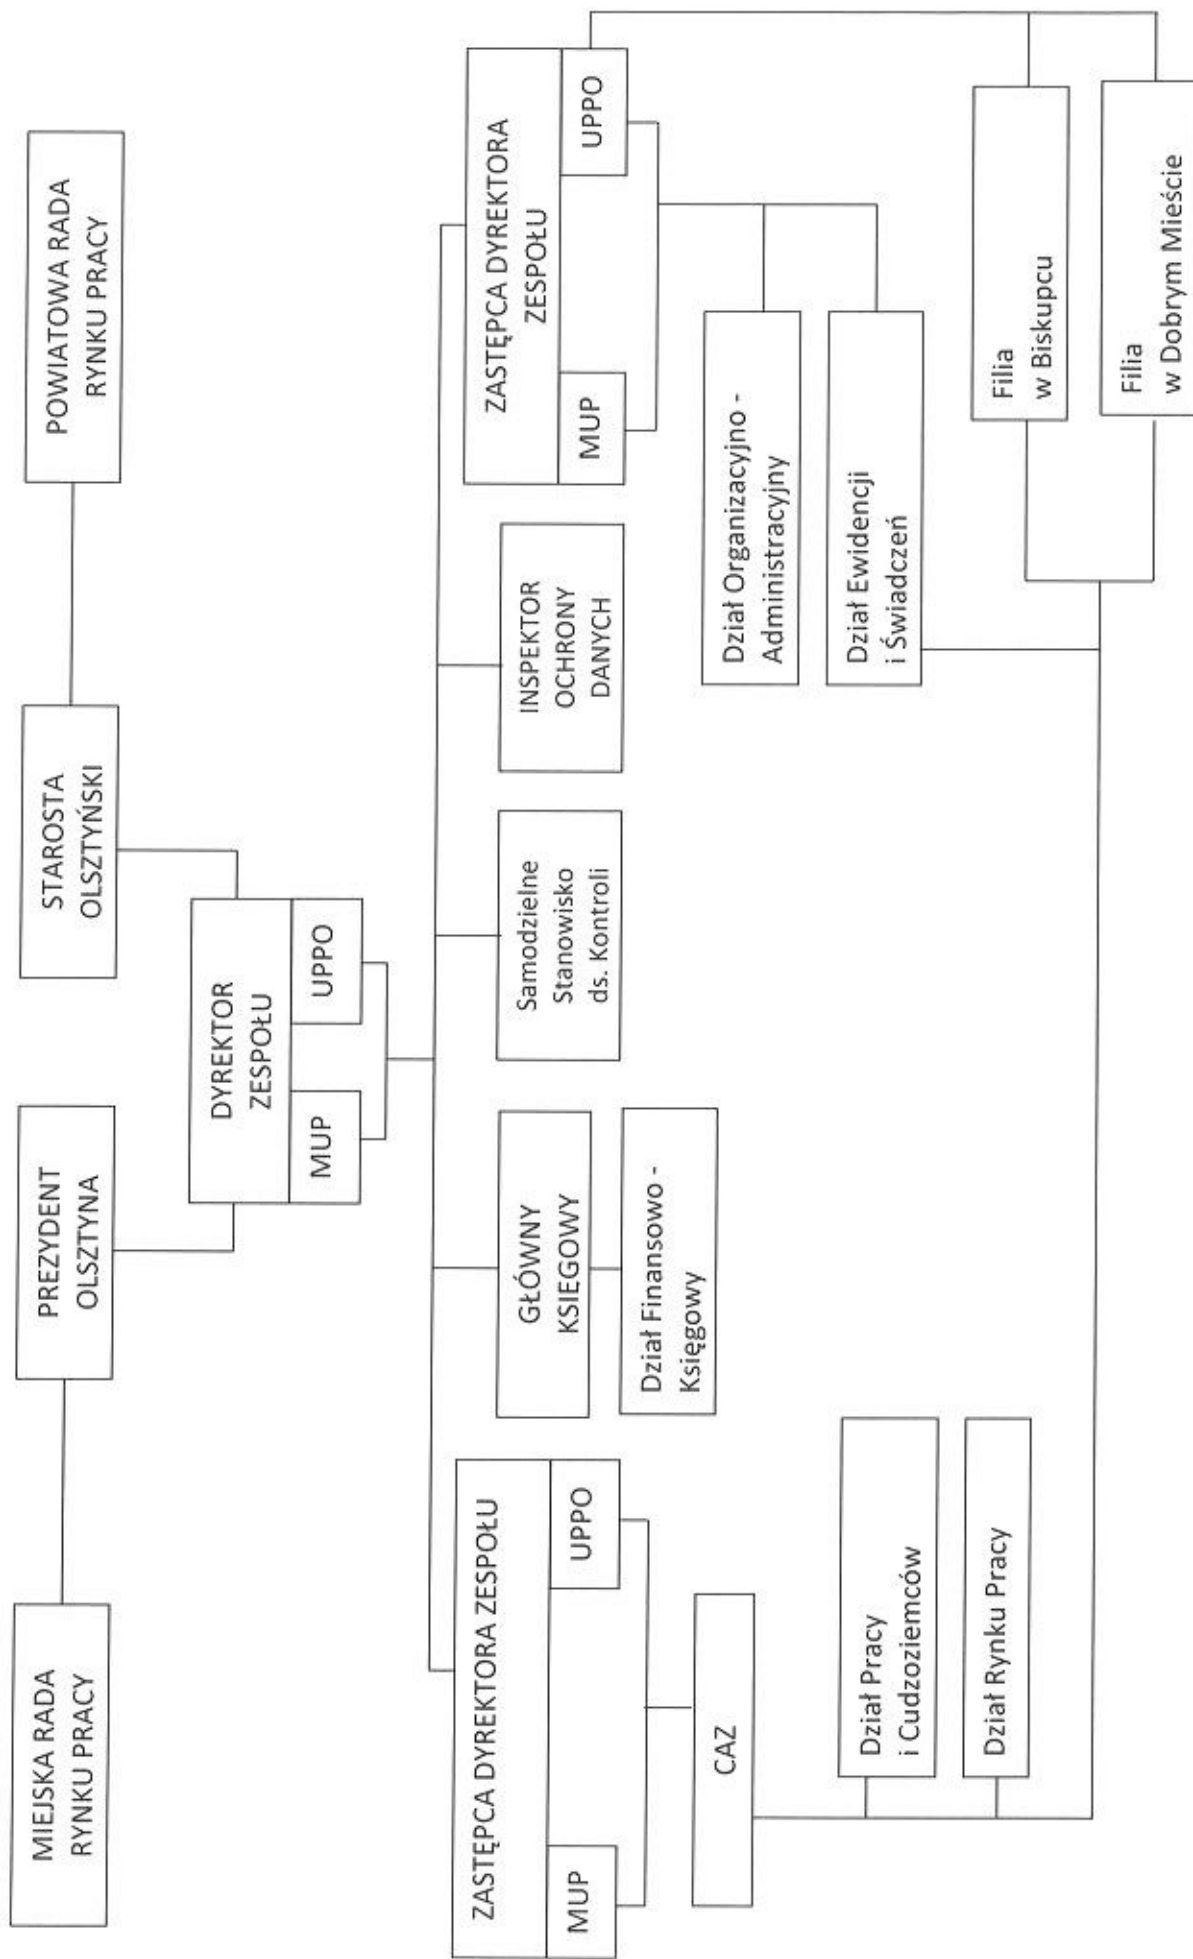 MIEJSKA RADA
RYNKU PRACY
PREZYDENT
OLSZTYNA
STAROSTA
OLSZTYŃSKI
POWIATOWA RADA
RYNKU PRACY
DYREKTOR
ZESPOŁU
MUP
UPPO
ZASTĘPCA DYREKTORA ZESPOŁU
MUP
UPPO
GŁÓWNY
KSIEGOWY
Samodzielne
Stanowisko
ds. Kontroli
INSPEKTOR
OCHRONY
DANYCH
ZASTĘPCA DYREKTORA
ZESPOŁU
MUP
UPPO
CAZ
Dział Finansowo -
Księgowy
Dział Organizacyjno -
Administracyjny
Dział Pracy
i Cudzoziemców
Dział Ewidencji
i Świadczeń
Dział Rynku Pracy
Filia
w Biskupcu
Filia
w Dobrym Mieście